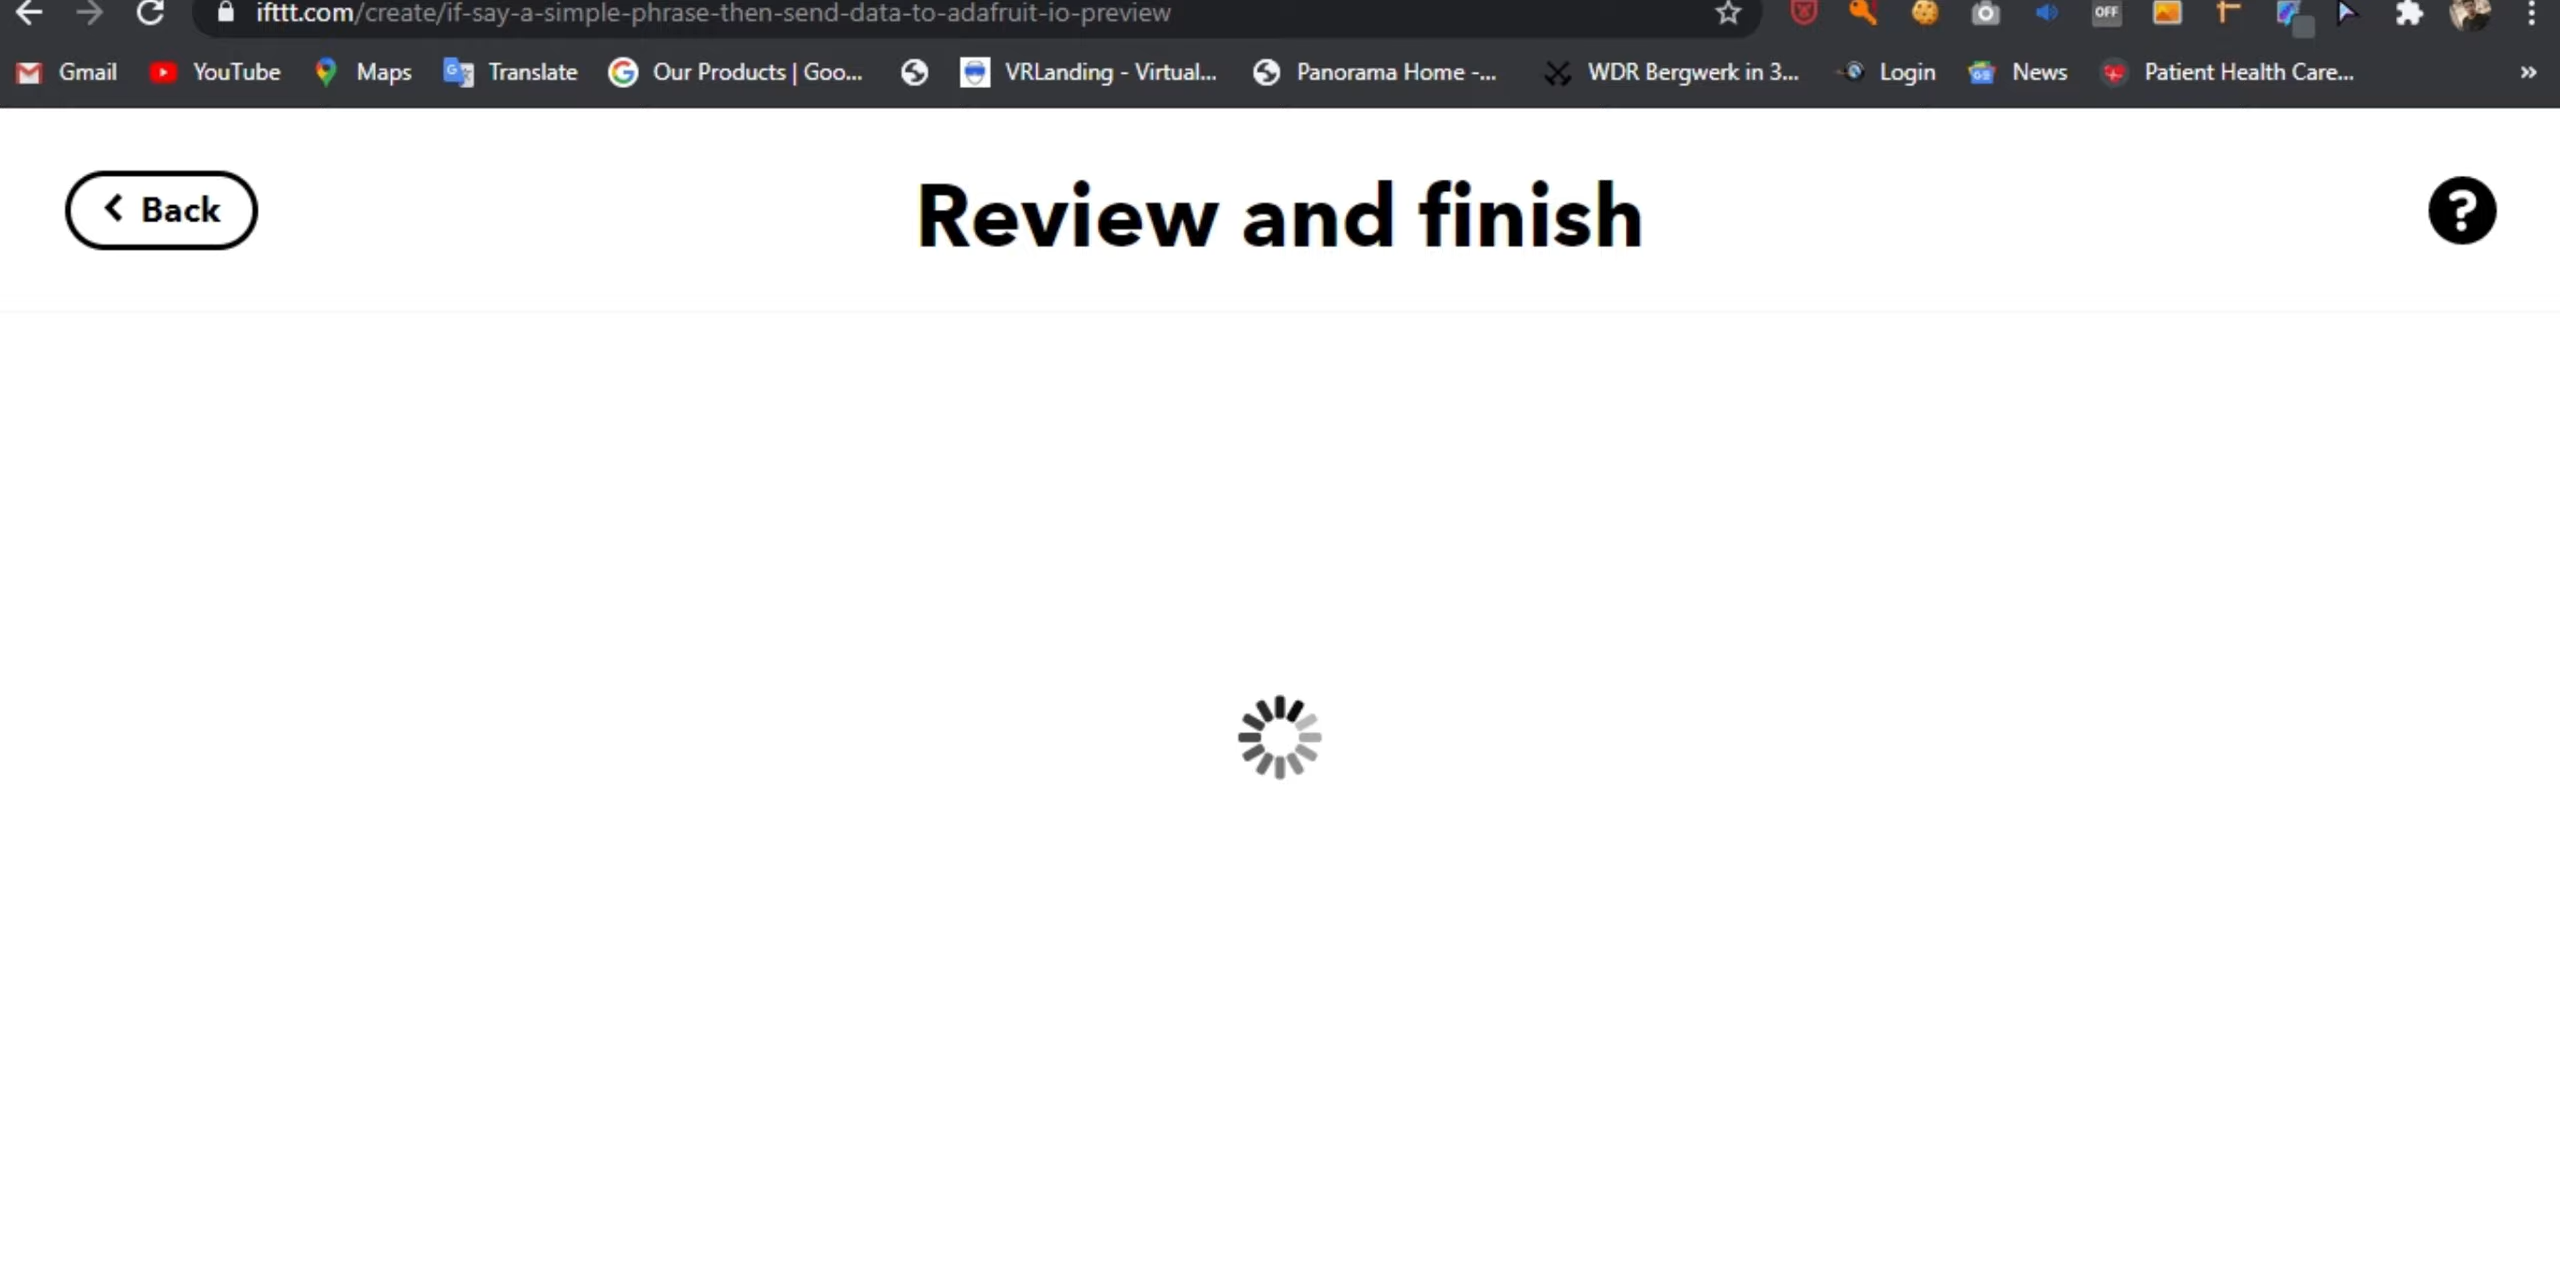 ifttt.com/create/if-say-a-simple-phrase-then-send-data-to-adafruit-io-preview
OFF
Gmail YouTube Maps Translate Our Products | Goo... VRLanding - Virtual... Panorama Home -... WDR Bergwerk in 3... Login News Patient Health Care... »
Back
Review and finish
?